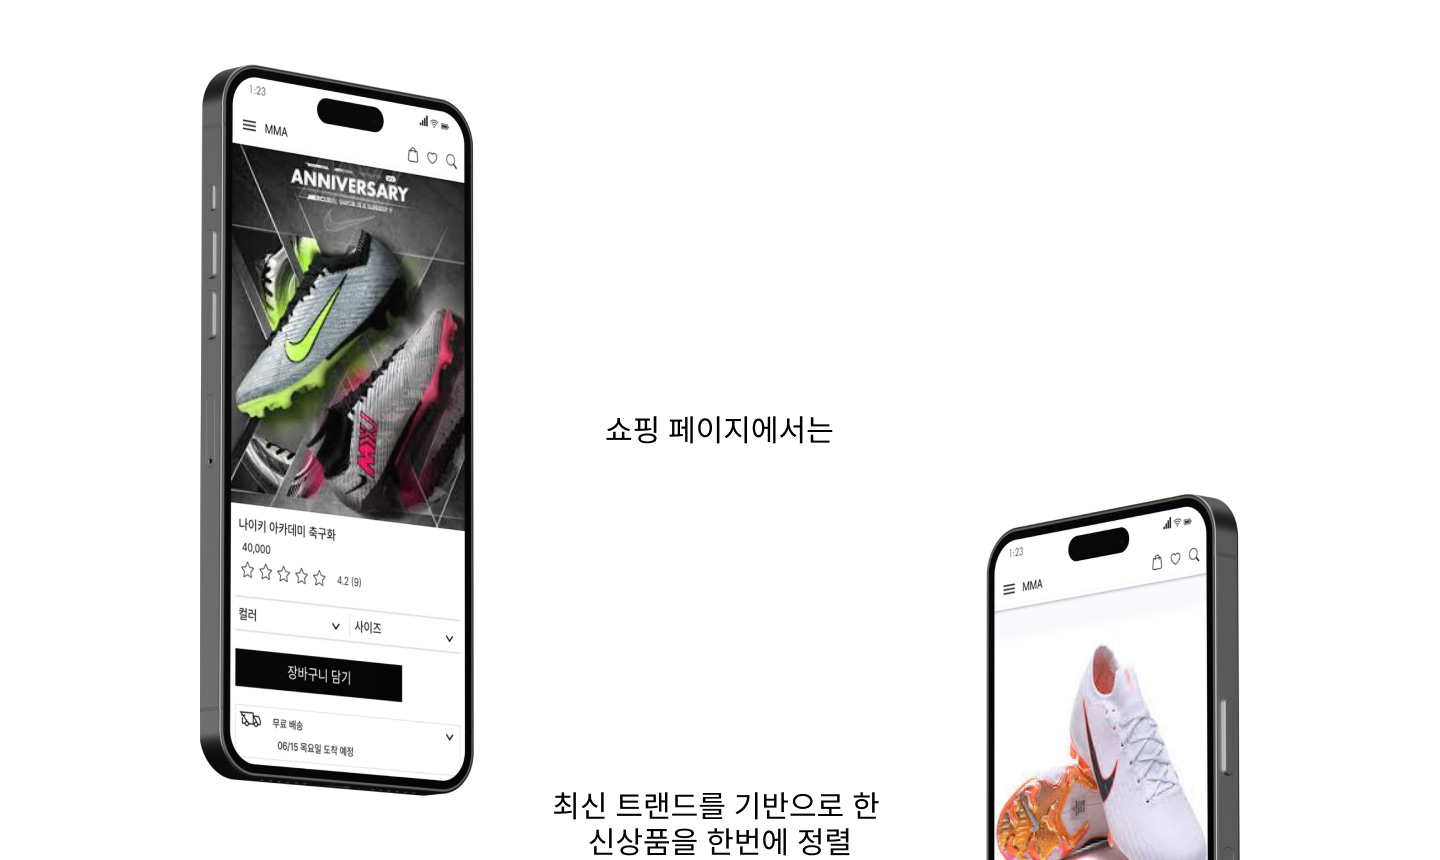 1:23
MMA
ANNIVERSARY
나이키 아카데미 축구화
40,000
4.2 (9)
컬러
사이즈
장바구니 담기
무료 배송
06/15 목요일 도착 예정
쇼핑 페이지에서는
1:23
MMA
최신 트랜드를 기반으로 한
신상품을 한번에 정렬